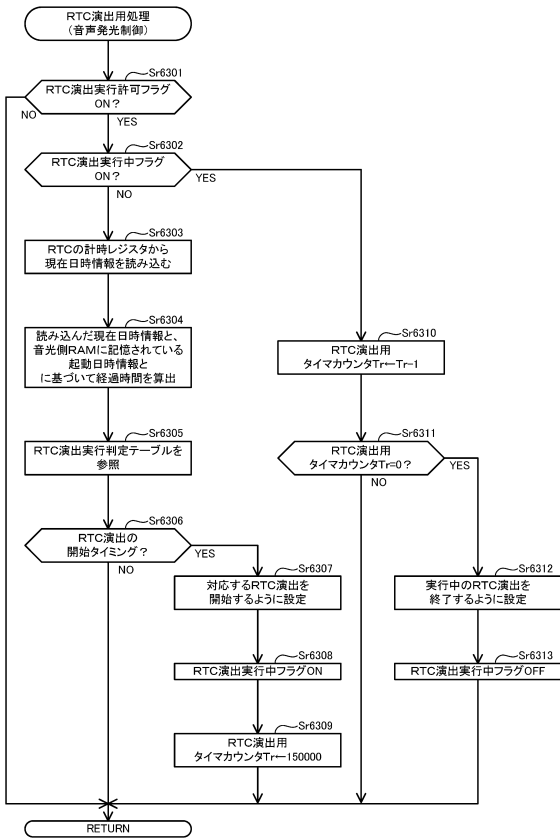 RTC演出用処理
(音声発光制御)
Sr6301
RTC演出実行許可フラグ
ON?
NO
YES
Sr6302
RTC演出実行中フラグ
ON?
YES
NO
Sr6303
RTCの計時レジスタから
現在日時情報を読み込む
Sr6304
読み込んだ現在日時情報と、
音光側RAMに記憶されている
起動日時情報と
に基づいて経過時間を算出
Sr6305
RTC演出実行判定テーブルを
参照
Sr6306
RTC演出の
開始タイミング?
YES
NO
Sr6307
対応するRTC演出を
開始するように設定
Sr6308
RTC演出実行中フラグON
Sr6309
RTC演出用
タイマカウンタTr←150000
Sr6310
RTC演出用
タイマカウンタTr←Tr-1
Sr6311
RTC演出用
タイマカウンタTr=0?
YES
NO
Sr6312
実行中のRTC演出を
終了するように設定
Sr6313
RTC演出実行中フラグOFF
RETURN